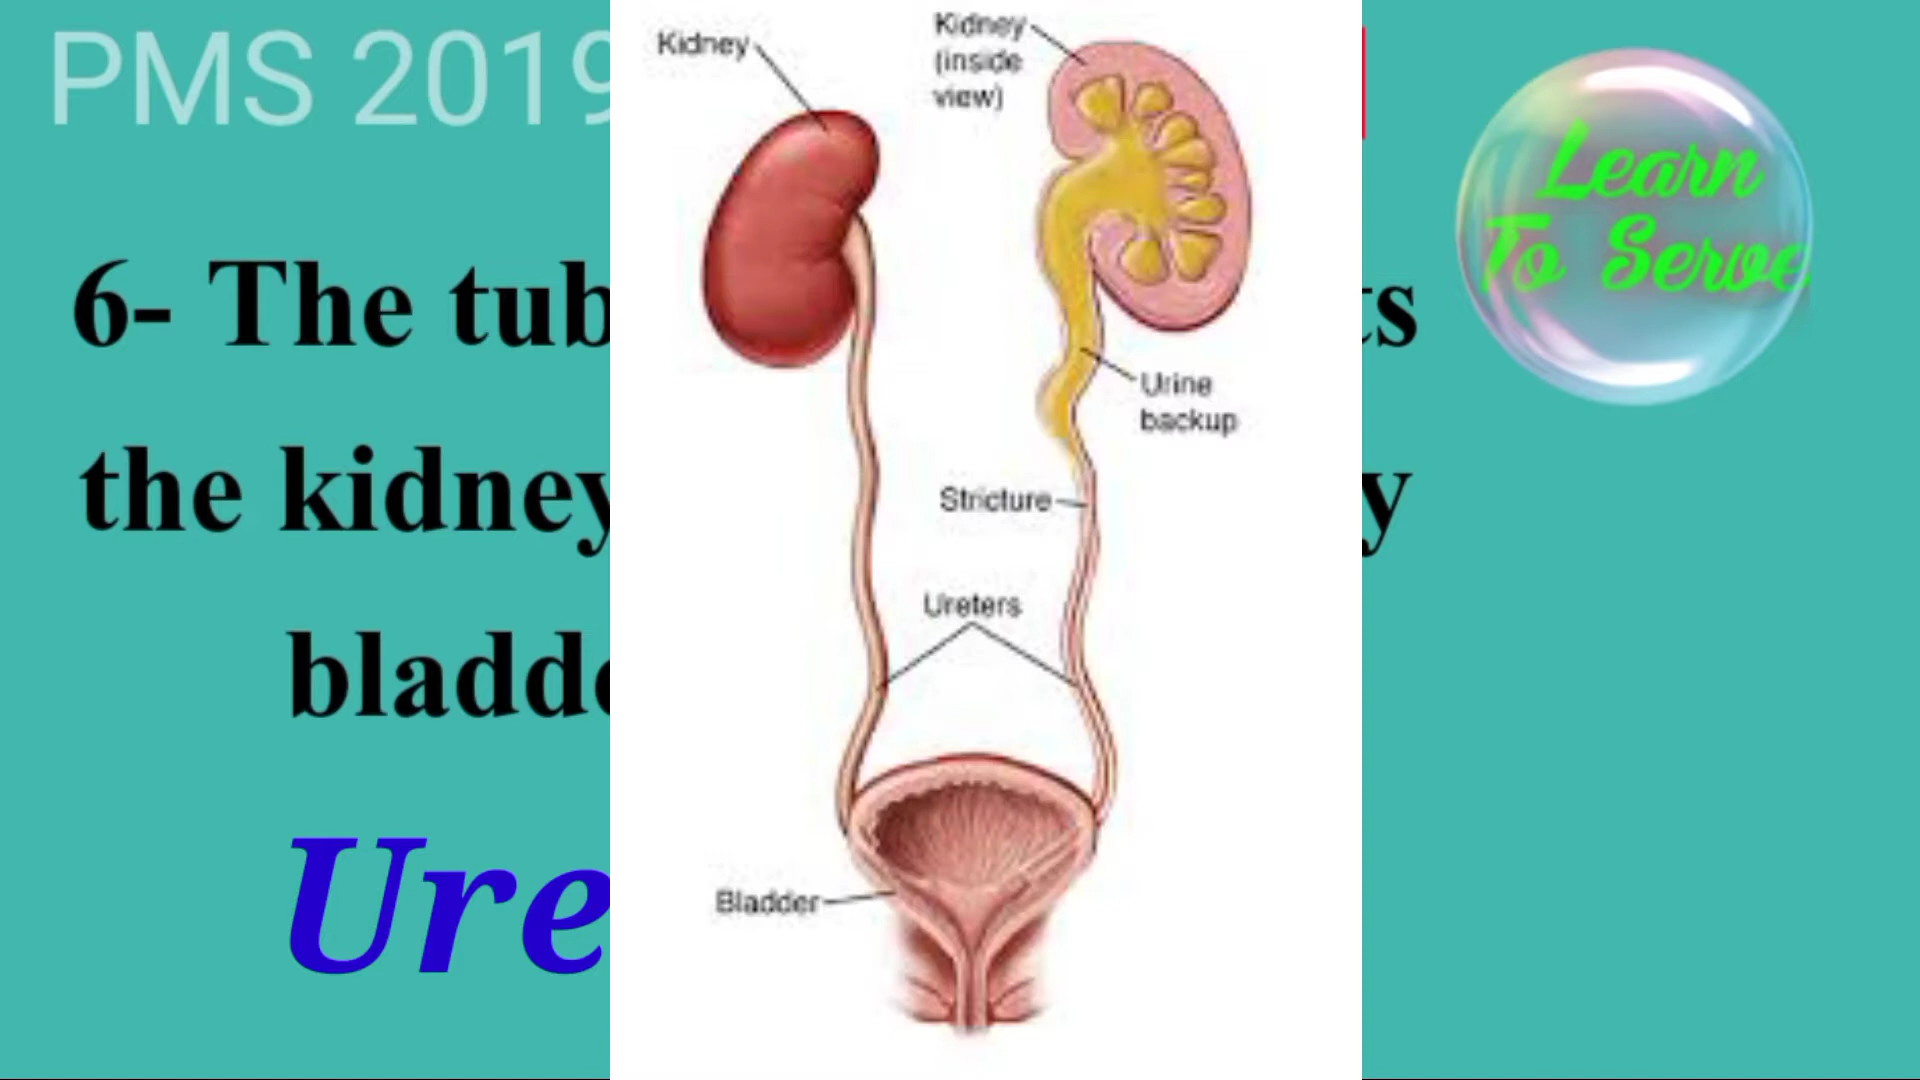 PMS 2019
6- The tub
ts
the kidney
y
bladde
Ure
Kidney
Kidney
(inside
view)
Urine
backup
Stricture
Ureters
Bladder
Learn
To Serve